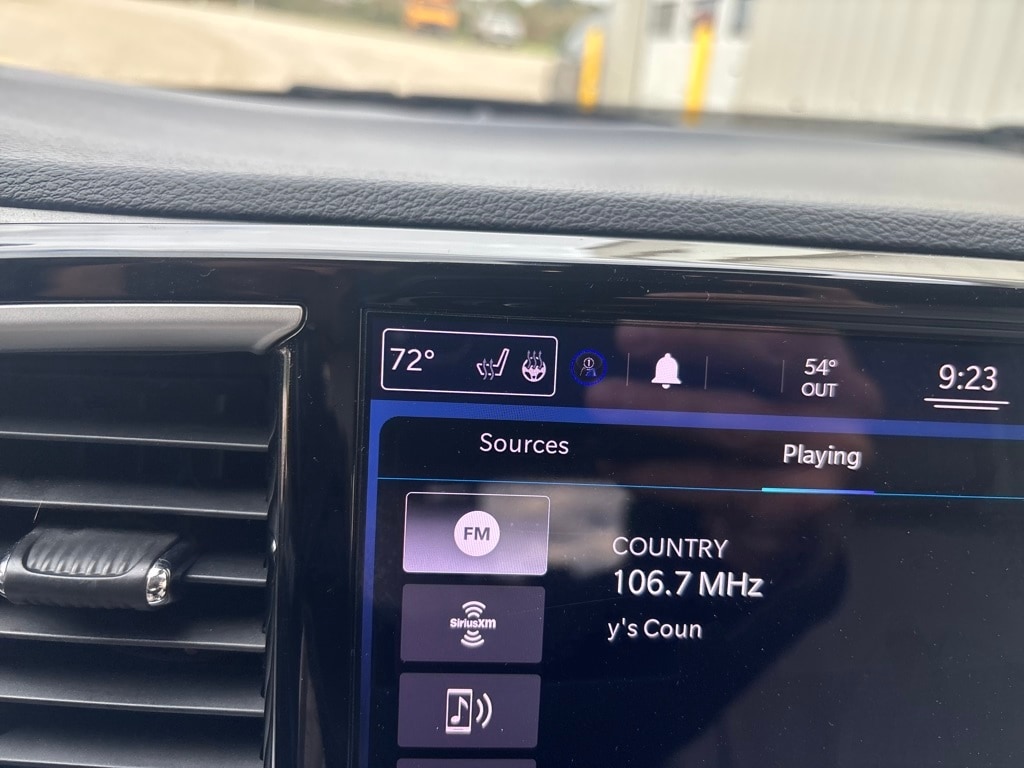 72°
54°
OUT
9:23
Sources
Playing
FM
COUNTRY
106.7 MHz
y's Coun
SiriusXM